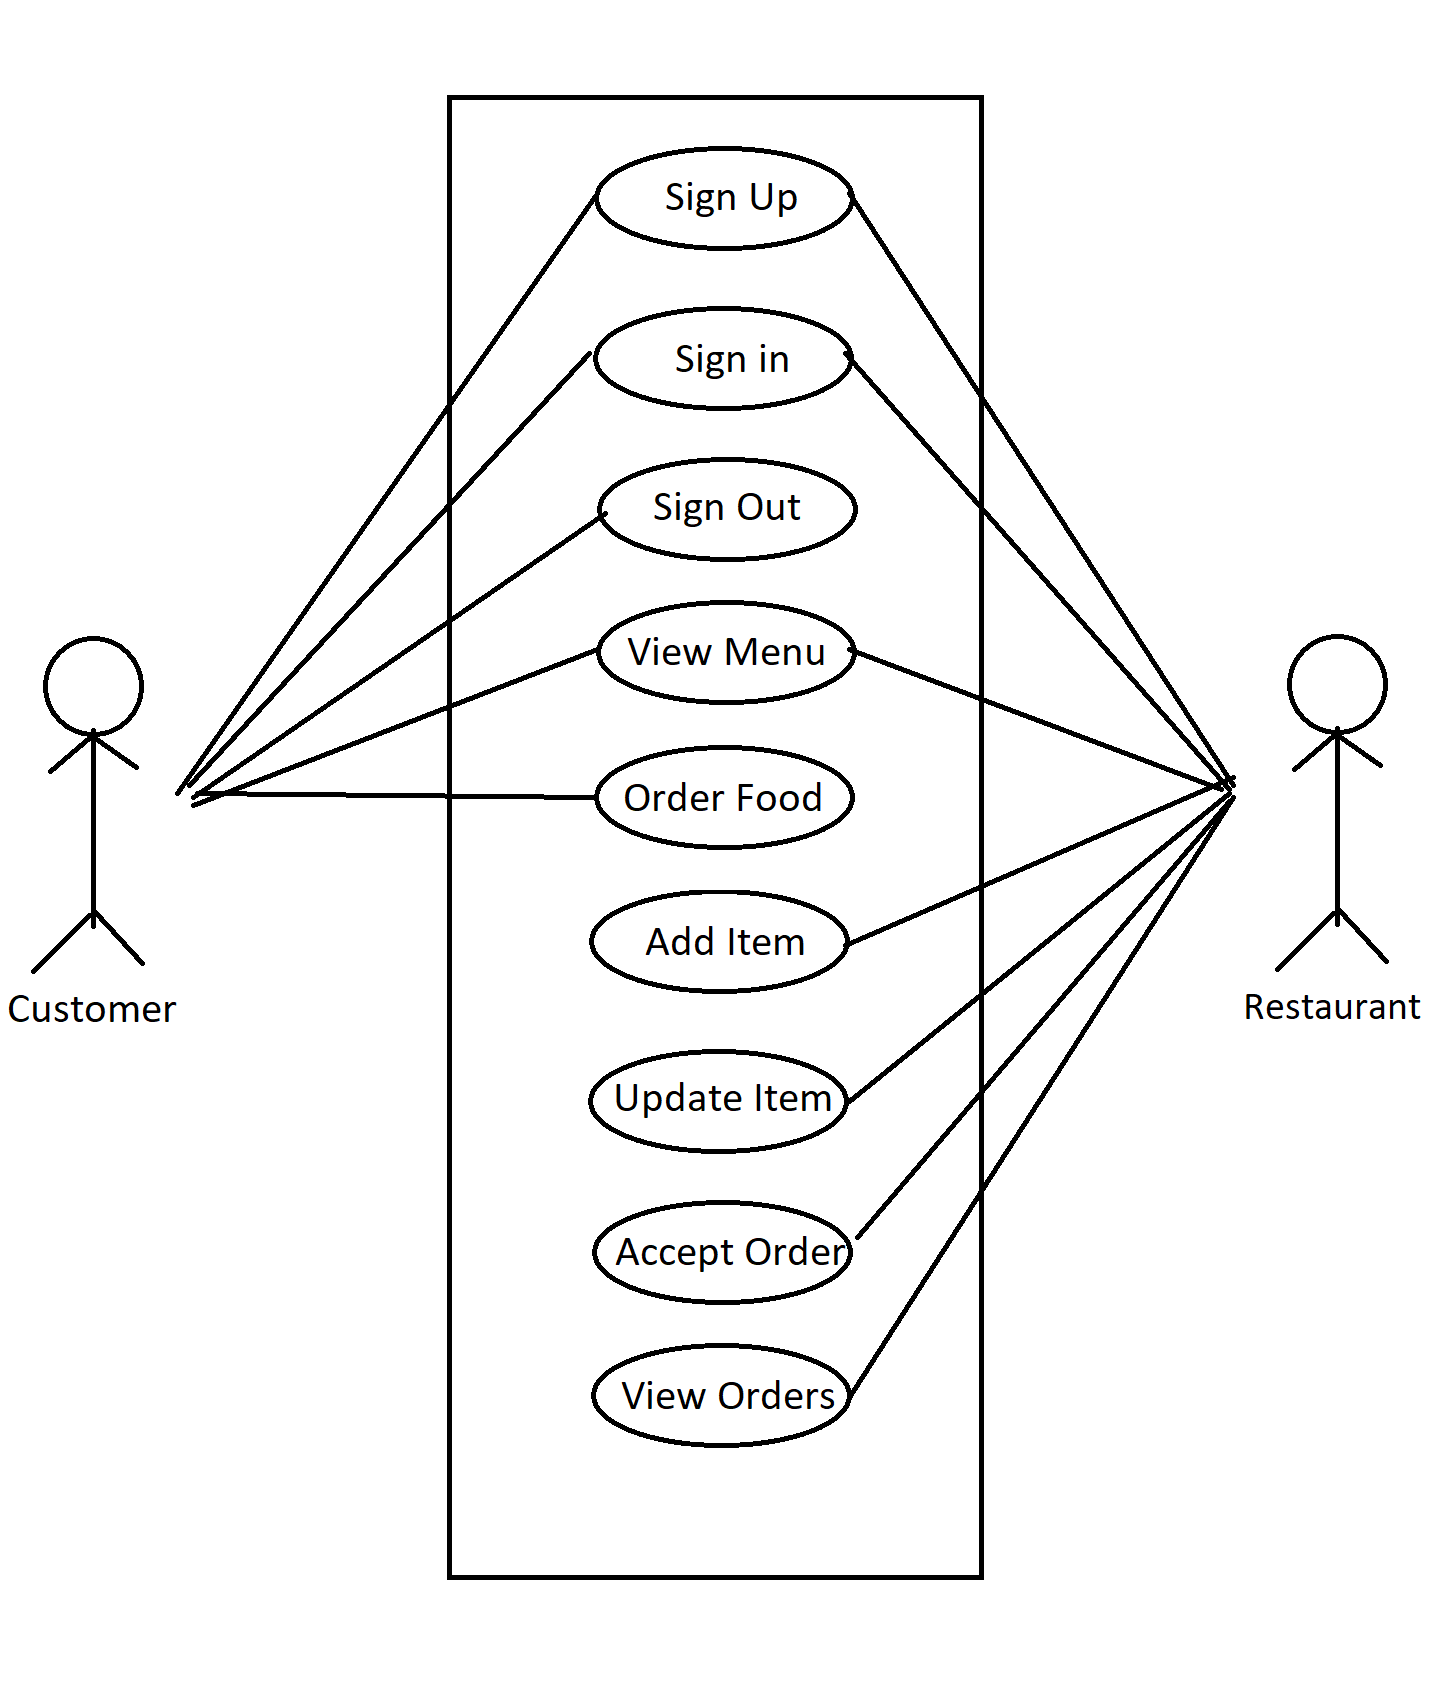 Sign Up
Sign in
Sign Out
View Menu
Order Food
Add Item
Update Item
Accept Order
View Orders
Customer
Restaurant